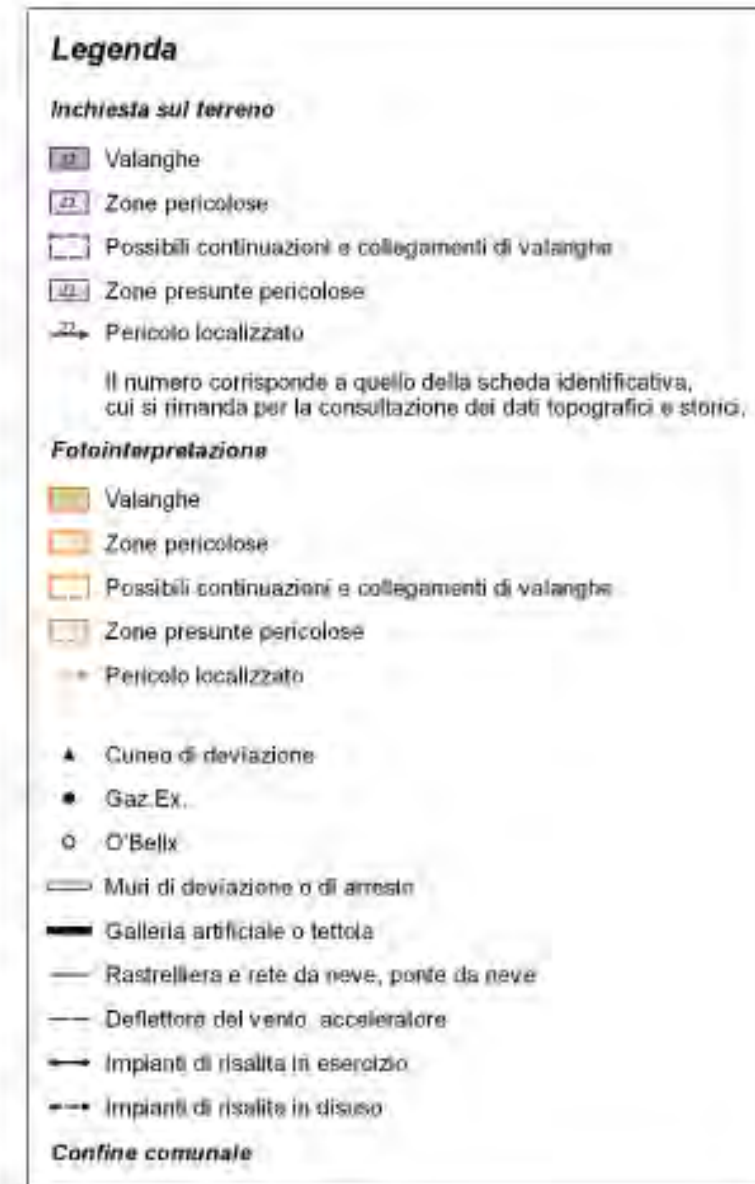 Legenda
Inchiesta sul terreno
Valanghe
Zone pericolose
Possibili continuazioni e collegamenti di valanghe
Zone presunte pericolose
Pericolo localizzato
Il numero corrisponde a quello della scheda identificativa,
cui si rimanda per la consultazione dei dati topografici e storici.
Fotointerpretazione
Valanghe
Zone pericolose
Possibili continuazioni e collegamenti di valanghe
Zone presunte pericolose
Pericolo localizzato
Cuneo di deviazione
Gaz.Ex.
O'Bellx
Muri di deviazione o di arresto
Galleria artificiale o tettoia
Rastrelliera e rete da neve, ponte da neve
Deflettore del vento, acceleratore
Impianti di risalita in esercizio
Impianti di risalita in disuso
Confine comunale